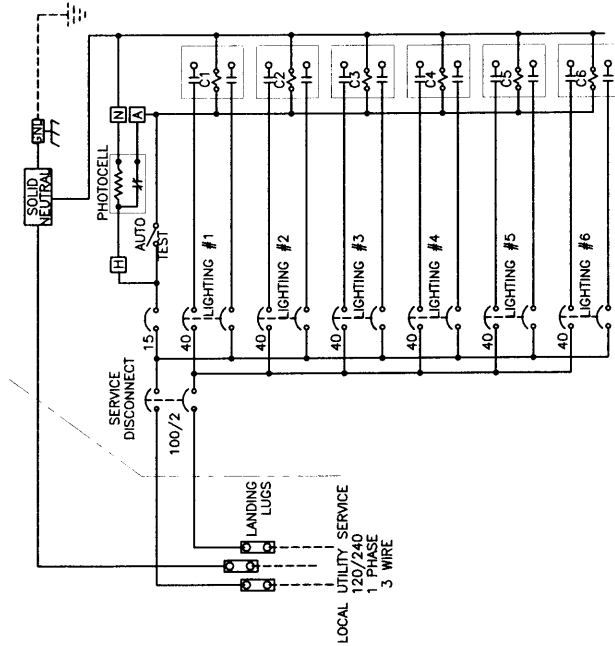 GND
SOLID
NEUTRAL
PHOTOCELL
N
A
H
AUTO
TEST
SERVICE
DISCONNECT
100/2
15
40
LIGHTING #1
C1
40
LIGHTING #2
C2
40
LIGHTING #3
C3
40
LIGHTING #4
C4
40
LIGHTING #5
C5
40
LIGHTING #6
C6
LANDING
LUGS
LOCAL UTILITY SERVICE
120/240
1 PHASE
3 WIRE